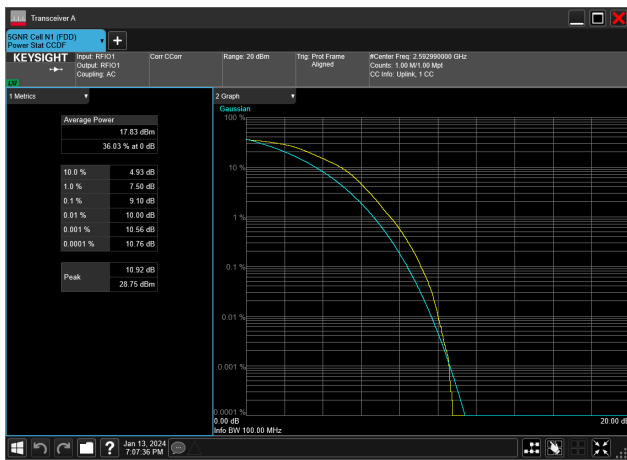 Transceiver A
5GNR Cell N1 (FDD)
Power Stat CCDF
KEYSIGHT
Input: RFIO1
Output: RFIO1
Coupling: AC
Corr CCorr
Range: 20 dBm
Trig: Prot Frame
Aligned
#Center Freq: 2.592990000 GHz
Counts: 1.00 M/1.00 Mpt
CC Info: Uplink, 1 CC
LXI
1 Metrics
Average Power
17.83 dBm
36.03 % at 0 dB
10.0 % 4.93 dB
1.0 % 7.50 dB
0.1 % 9.10 dB
0.01 % 10.00 dB
0.001 % 10.56 dB
0.0001 % 10.76 dB
Peak
10.92 dB
28.75 dBm
2 Graph
Gaussian
100 %
10 %
1 %
0.1 %
0.01 %
0.001 %
0.0001 %
0.00 dB
20.00 dB
Info BW 100.00 MHz
?
Jan 13, 2024
7:07:36 PM